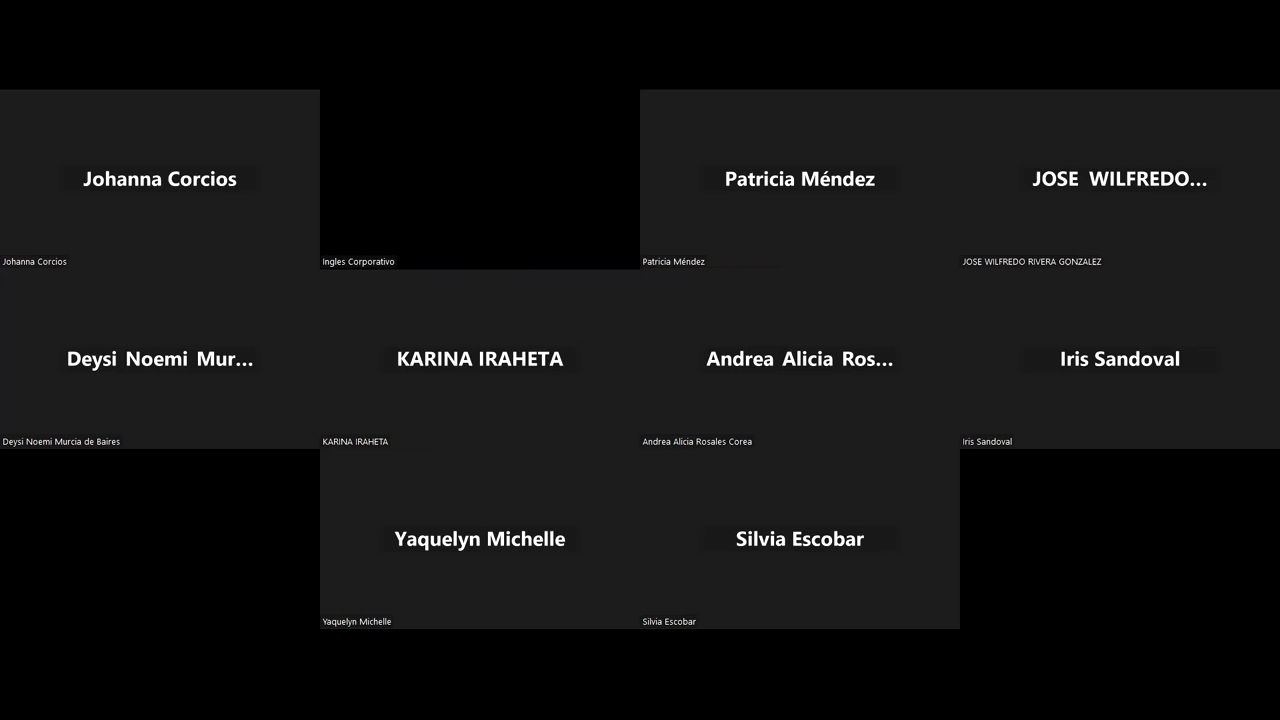 Johanna Corcios
Johanna Corcios
Ingles Corporativo
Patricia Méndez
Patricia Méndez
JOSE WILFREDO...
JOSE WILFREDO RIVERA GONZALEZ
Deysi Noemi Mur...
Deysi Noemi Murcia de Baires
KARINA IRAHETA
KARINA IRAHETA
Andrea Alicia Ros...
Andrea Alicia Rosales Corea
Iris Sandoval
Iris Sandoval
Yaquelyn Michelle
Yaquelyn Michelle
Silvia Escobar
Silvia Escobar